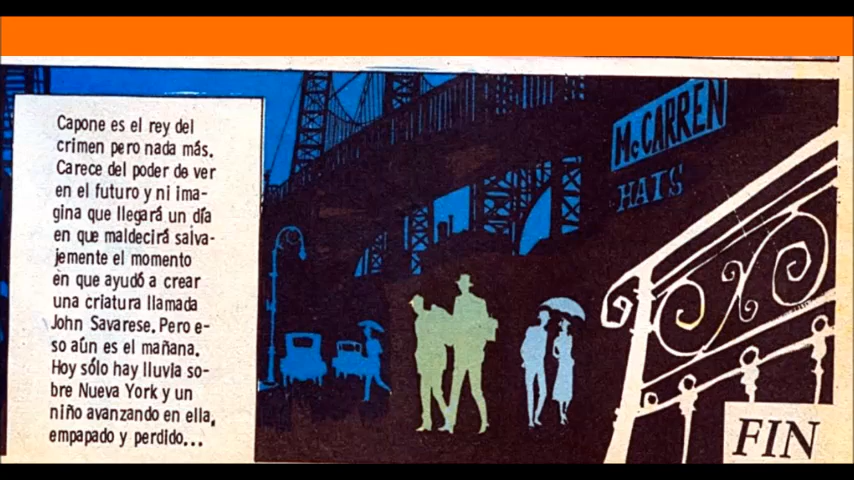 Capone es el rey del
crimen pero nada más.
Carece del poder de ver
en el futuro y ni ima-
gina que llegará un día
en que maldecirá salva-
jemente el momento
en que ayudó a crear
una criatura llamada
John Savarese. Pero e-
so aún es el mañana.
Hoy sólo hay lluvia so-
bre Nueva York y un
niño avanzando en ella,
empapado y perdido...
McCARREN
HATS
FIN